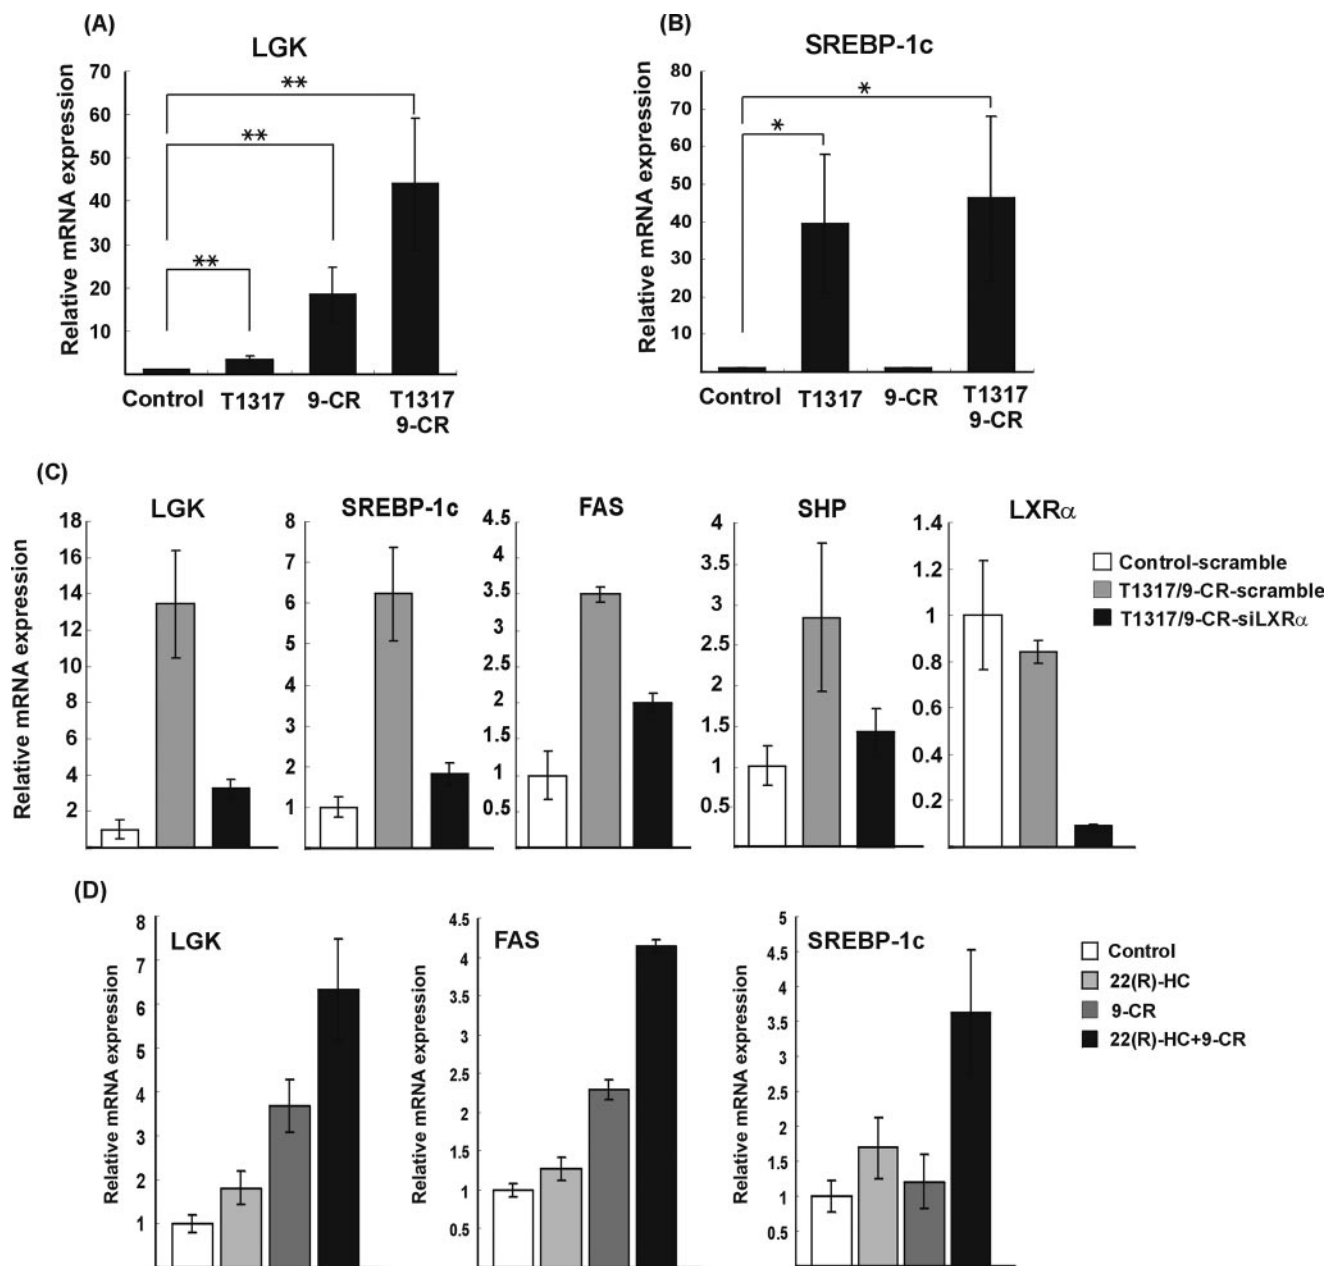 (A)
LGK
Relative mRNA expression
70
60
50
40
30
20
10
**
**
**
Control
T1317
9-CR
T1317
9-CR
(B)
SREBP-1c
Relative mRNA expression
80
70
60
50
40
30
20
10
*
*
Control
T1317
9-CR
T1317
9-CR
(C)
Relative mRNA expression
LGK
18
16
14
12
10
8
6
4
2
SREBP-1c
8
7
6
5
4
3
2
1
FAS
4.5
4
3.5
3
2.5
2
1.5
1
0.5
SHP
4
3.5
3
2.5
2
1.5
1
0.5
LXRα
1.4
1.2
1
0.8
0.6
0.4
0.2
Control-scramble
T1317/9-CR-scramble
T1317/9-CR-siLXRα
(D)
LGK
Relative mRNA expression
8
7
6
5
4
3
2
1
FAS
Relative mRNA expression
4.5
4
3.5
3
2.5
2
1.5
1
0.5
SREBP-1c
Relative mRNA expression
5
4.5
4
3.5
3
2.5
2
1.5
1
0.5
Control
22(R)-HC
9-CR
22(R)-HC+9-CR